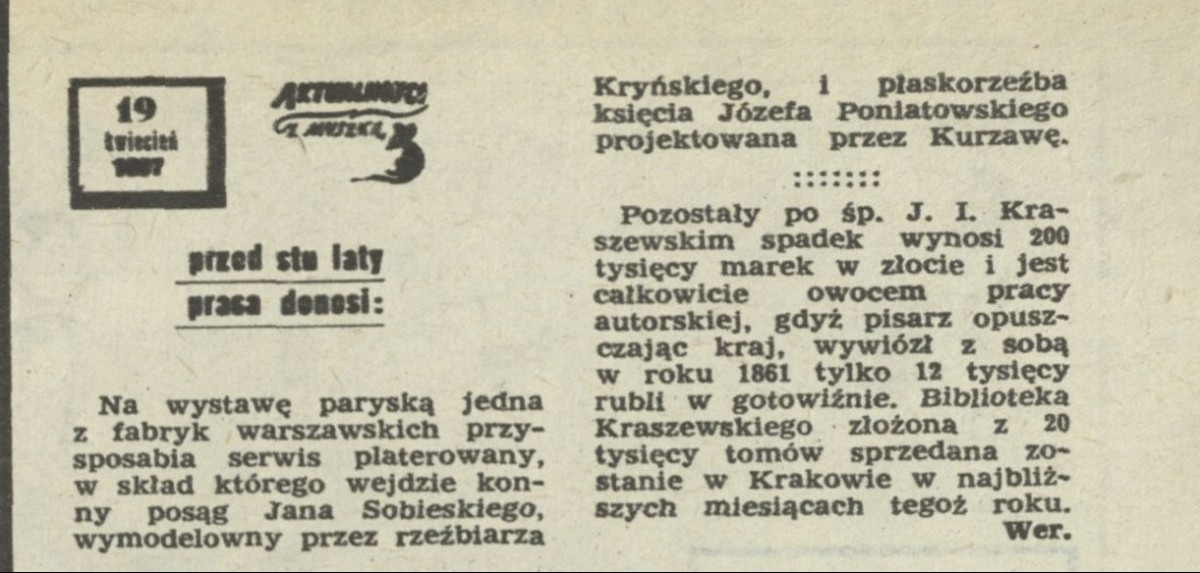 19
kwiecień
1887
AKTUALNOŚCI
Z MYSZKĄ
przed stu laty
prasa donosi:
Na wystawę paryską jedna
z fabryk warszawskich przy-
sposabia serwis platerowany,
w skład którego wejdzie kon-
ny posąg Jana Sobieskiego,
wymodelowny przez rzeźbiarza
Kryńskiego, i płaskorzeźba
księcia Józefa Poniatowskiego
projektowana przez Kurzawę.
Pozostały po śp. J. I. Kra-
szewskim spadek wynosi 200
tysięcy marek w złocie i jest
całkowicie owocem pracy
autorskiej, gdyż pisarz opusz-
czając kraj, wywiózł z sobą
w roku 1861 tylko 12 tysięcy
rubli w gotowiźnie. Biblioteka
Kraszewskiego złożona z 20
tysięcy tomów sprzedana zo-
stanie w Krakowie w najbliż-
szych miesiącach tegoż roku.
Wer.